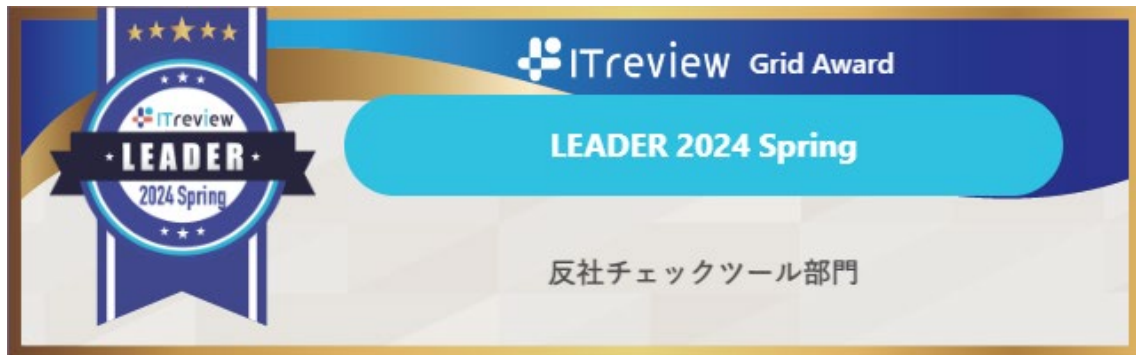 ITreview
LEADER
2024 Spring
ITreview Grid Award
LEADER 2024 Spring
反社チェックツール部門